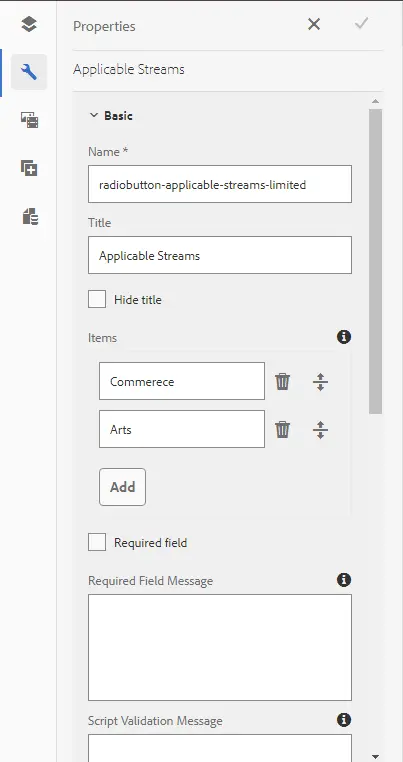 Properties
Applicable Streams
Basic
Name *
radiobutton-applicable-streams-limited
Title
Applicable Streams
Hide title
Items
Commerece
Arts
Add
Required field
Required Field Message
Script Validation Message